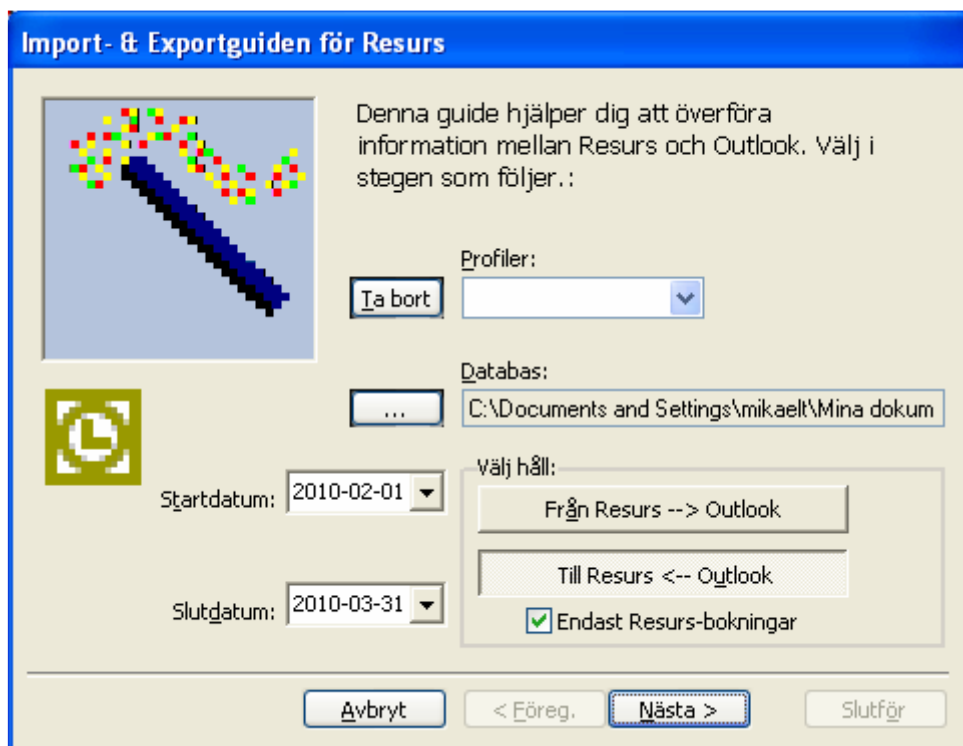 Import- & Exportguiden för Resurs
Denna guide hjälper dig att överföra
information mellan Resurs och Outlook. Välj i
stegen som följer.:
Profiler:
Ta bort
Databas:
...
C:\Documents and Settings\mikaelt\Mina dokum
Startdatum: 2010-02-01
Slutdatum: 2010-03-31
Välj håll:
Från Resurs --> Outlook
Till Resurs <-- Outlook
Endast Resurs-bokningar
Avbryt
< Föreg.
Nästa >
Slutför